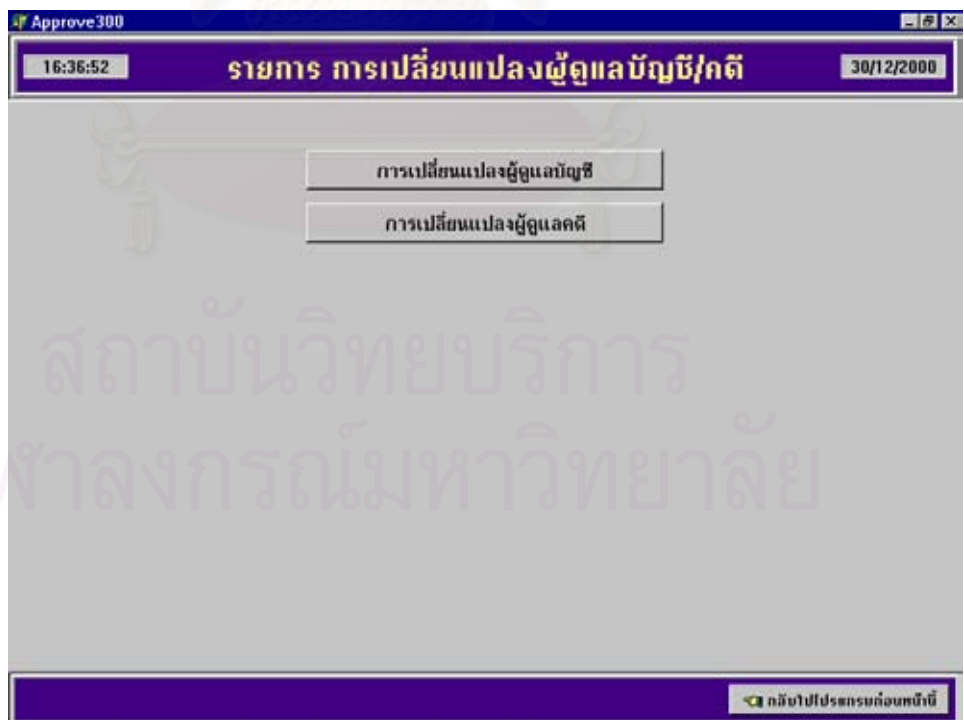 Approve300
16:36:52
รายการ การเปลี่ยนแปลงผู้ดูแลบัญชี/คดี
30/12/2000
การเปลี่ยนแปลงผู้ดูแลบัญชี
การเปลี่ยนแปลงผู้ดูแลคดี
สถาบันวิทยบริการ
จุฬาลงกรณ์มหาวิทยาลัย
กลับไปโปรแกรมก่อนหน้านี้